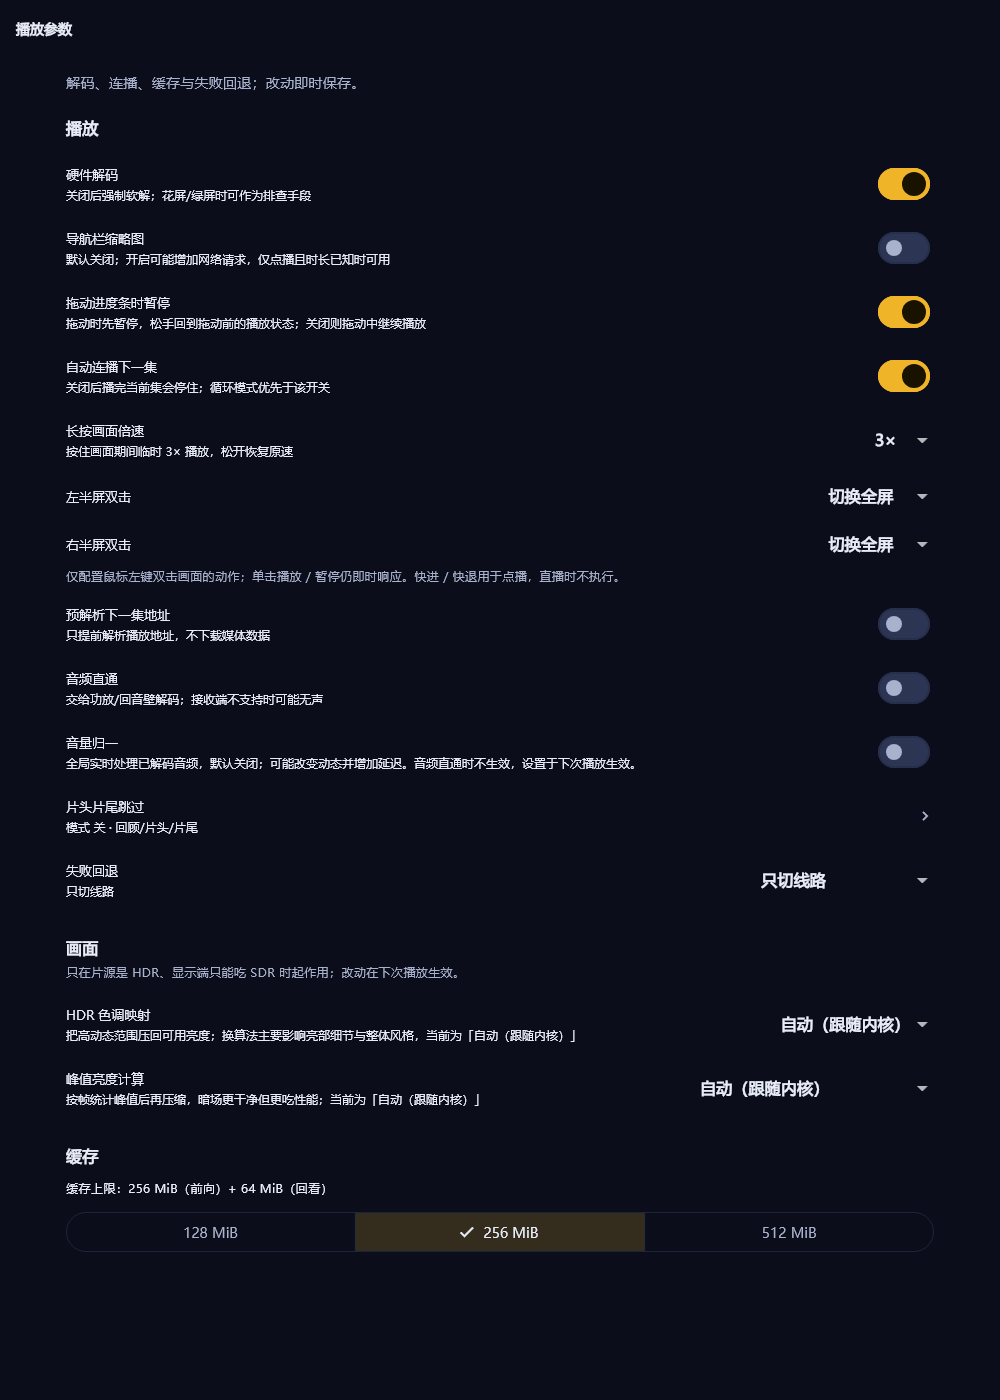 播放参数
解码、连播、缓存与失败回退；改动即时保存。
播放
硬件解码
关闭后强制软解；花屏/绿屏时可作为排查手段
导航栏缩略图
默认关闭；开启可能增加网络请求，仅点播且时长已知时可用
拖动进度条时暂停
拖动时先暂停，松手回到拖动前的播放状态；关闭则拖动中继续播放
自动连播下一集
关闭后播完当前集会停住；循环模式优先于该开关
长按画面倍速
按住画面期间临时 3× 播放，松开恢复原速
3×
左半屏双击
切换全屏
右半屏双击
切换全屏
仅配置鼠标左键双击画面的动作；单击播放 / 暂停仍即时响应。快进 / 快退用于点播，直播时不执行。
预解析下一集地址
只提前解析播放地址，不下载媒体数据
音频直通
交给功放/回音壁解码；接收端不支持时可能无声
音量归一
全局实时处理已解码音频，默认关闭；可能改变动态并增加延迟。音频直通时不生效，设置于下次播放生效。
片头片尾跳过
模式 关 · 回顾/片头/片尾
失败回退
只切线路
只切线路
画面
只在片源是 HDR、显示端只能吃 SDR 时起作用；改动在下次播放生效。
HDR 色调映射
把高动态范围压回可用亮度；换算法主要影响亮部细节与整体风格，当前为「自动（跟随内核）」
自动（跟随内核）
峰值亮度计算
按帧统计峰值后再压缩，暗场更干净但更吃性能；当前为「自动（跟随内核）」
自动（跟随内核）
缓存
缓存上限：256 MiB（前向）+ 64 MiB（回看）
128 MiB
256 MiB
512 MiB